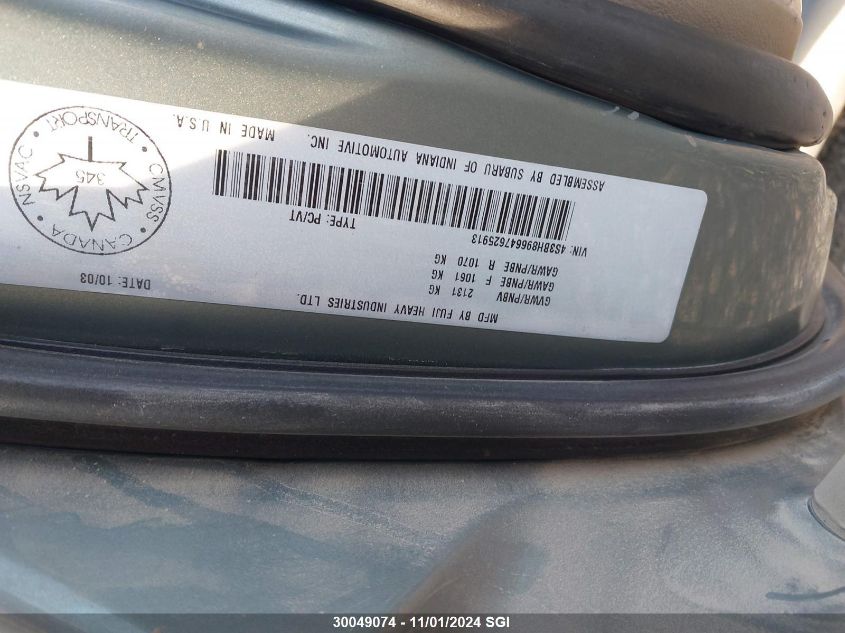 MFD BY FUJI HEAVY INDUSTRIES LTD.
DATE: 10/03
GVWR/PNBV 2131 KG
GAWR/PNBE F 1061 KG
GAWR/PNBE R 1070 KG
VIN: 4S3BH896647625913
TYPE: PC/VT
ASSEMBLED BY SUBARU OF INDIANA AUTOMOTIVE INC.
MADE IN U.S.A.
CANADA • NSVAC • TRANSPORT • CMVSS •
345
30049074 - 11/01/2024 SGI